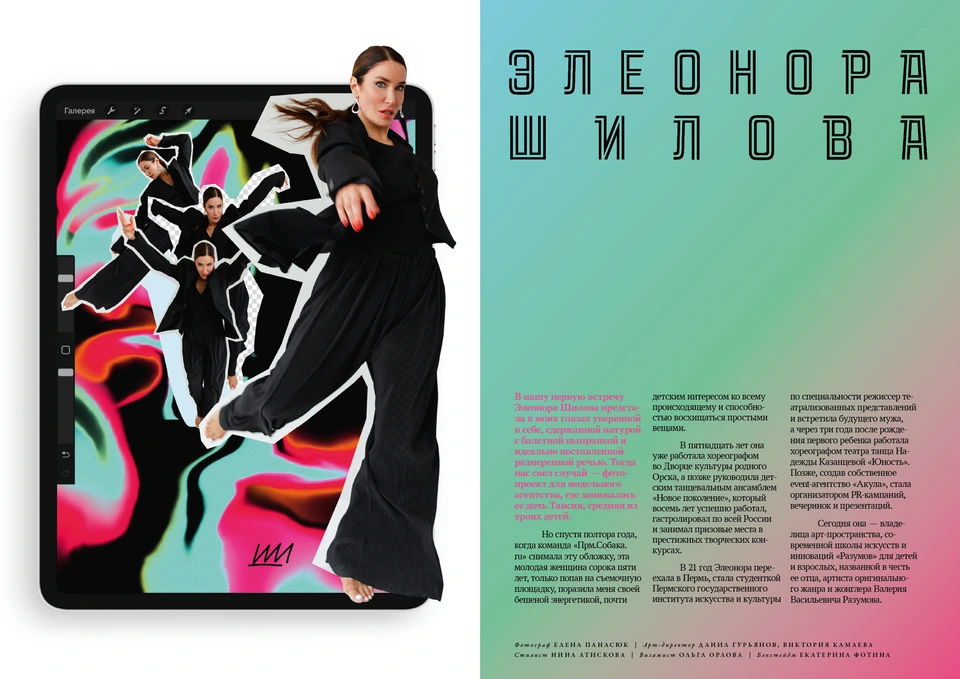 Галерея
ЭЛЕОНОРА
ШИЛОВА
В нашу первую встречу
Элеонора Шилова предста-
ла в моих глазах уверенной
в себе, сдержанной натурой
с балетной выправкой и
идеально поставленной
размеренной речью. Тогда
нас свел случай — фото-
проект для модельного
агентства, где занималась
ее дочь Таисия, средняя из
троих детей.
Но спустя полтора года,
когда команда «Прм.Собака.
ru» снимала эту обложку, эта
молодая женщина сорока пяти
лет, только попав на съемочную
площадку, поразила меня своей
бешеной энергетикой, почти
детским интересом ко всему
происходящему и способно-
стью восхищаться простыми
вещами.
В пятнадцать лет она
уже работала хореографом
во Дворце культуры родного
Орска, а позже руководила дет-
ским танцевальным ансамблем
«Новое поколение», который
восемь лет успешно работал,
гастролировал по всей России
и занимал призовые места в
престижных творческих кон-
курсах.
В 21 год Элеонора пере-
ехала в Пермь, стала студенткой
Пермского государственного
института искусства и культуры
по специальности режиссер те-
атрализованных представлений
и встретила будущего мужа,
а через три года после рожде-
ния первого ребенка работала
хореографом театра танца На-
дежды Казанцевой «Юность».
Позже, создав собственное
event-агентство «Акула», стала
организатором PR-кампаний,
вечеринок и презентаций.
Сегодня она — владе-
лица арт-пространства, со-
временной школы искусств и
инноваций «Разумов» для детей
и взрослых, названной в честь
ее отца, артиста оригинально-
го жанра и жонглера Валерия
Васильевича Разумова.
Фотограф ЕЛЕНА ПАНАСЮК | Арт-директор ДАНИЛ ГУРЬЯНОВ, ВИКТОРИЯ КАМАЕВА
Стилист НИНА АТИСКОВА | Визажист ОЛЬГА ОРЛОВА | Бэкстейдж ЕКАТЕРИНА ФОТИНА